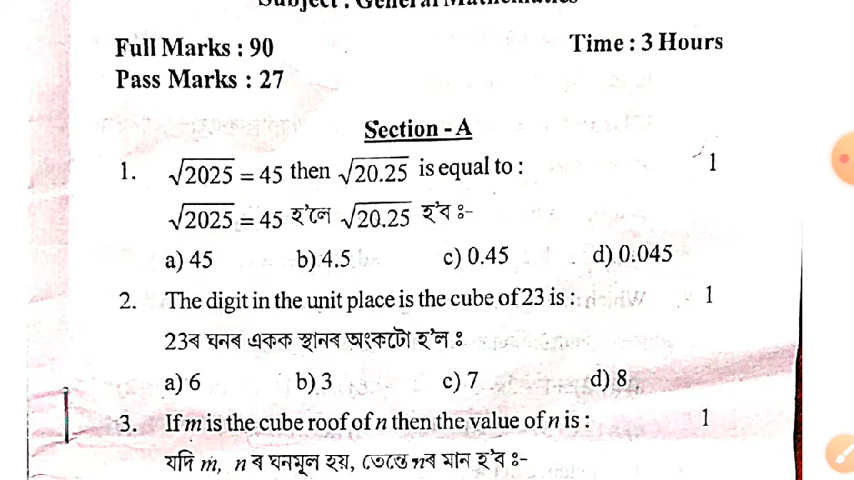 Subject : General Mathematics
Full Marks : 90 Time : 3 Hours
Pass Marks : 27
Section - A
1. √2025 = 45 then √20.25 is equal to : 1
√2025 = 45 হ'লে √20.25 হ'ব ঃ-
a) 45 b) 4.5 c) 0.45 d) 0.045
2. The digit in the unit place is the cube of 23 is : 1
23ৰ ঘনৰ একক স্থানৰ অংকটো হ'ল ঃ
a) 6 b) 3 c) 7 d) 8
3. If m is the cube roof of n then the value of n is : 1
যদি m, n ৰ ঘনমূল হয়, তেন্তে nৰ মান হ'ব ঃ-